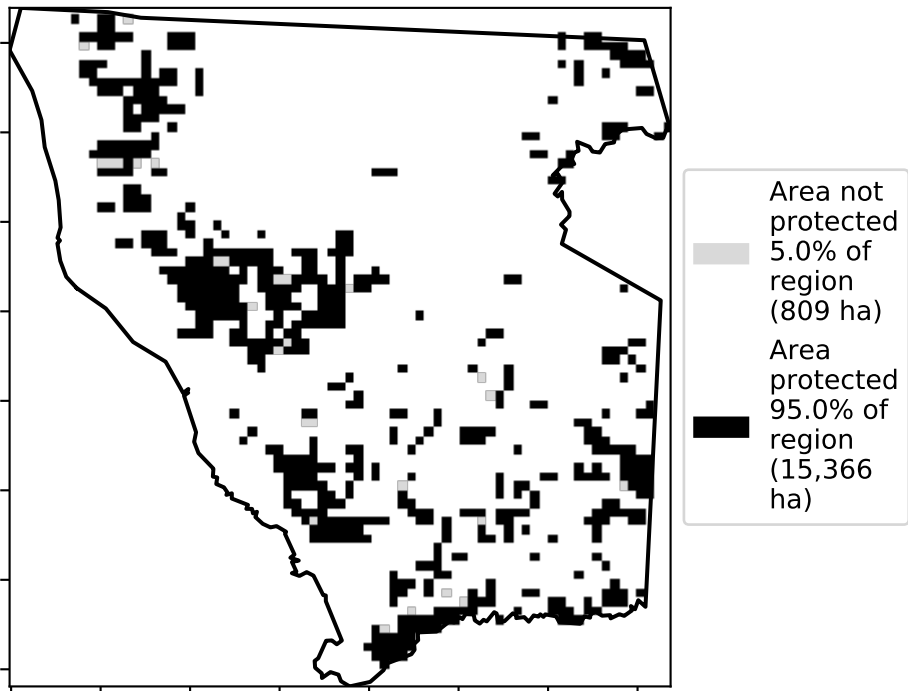 Area not
protected
5.0% of
region
(809 ha)
Area
protected
95.0% of
region
(15,366
ha)